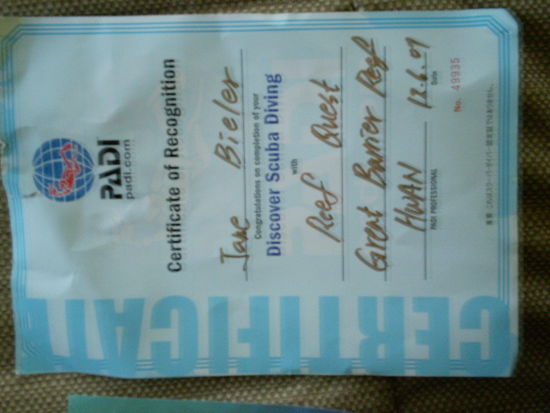 PADI
padi.com
Certificate of Recognition
Jane Bieler
Congratulations on completion of your
Discover Scuba Diving
with
Reef Quest
Great Barrier Reef
HWAN 12.6.07
PADI PROFESSIONAL Date
No. 49935
CERTIFICATE